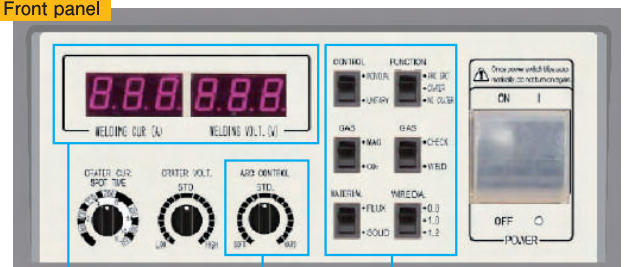 Front panel
8.8.8. 8.8.8.
WELDING CUR (A) WELDING VOLT. (V)
CRATER CUR.
SPOT TIME
CRATER VOLT.
STD
LOW HIGH
ARC CONTROL
STD.
SOFT HARD
CONTROL FUNCTION
INDIVIDUAL
UNITARY
ARC SPOT
CRATER
NO CRATER
GAS GAS
MAG
CO₂
CHECK
WELD
MATERIAL WIRE DIA.
FLUX
SOLID
0.9
1.0
1.2
ON I
OFF O
POWER